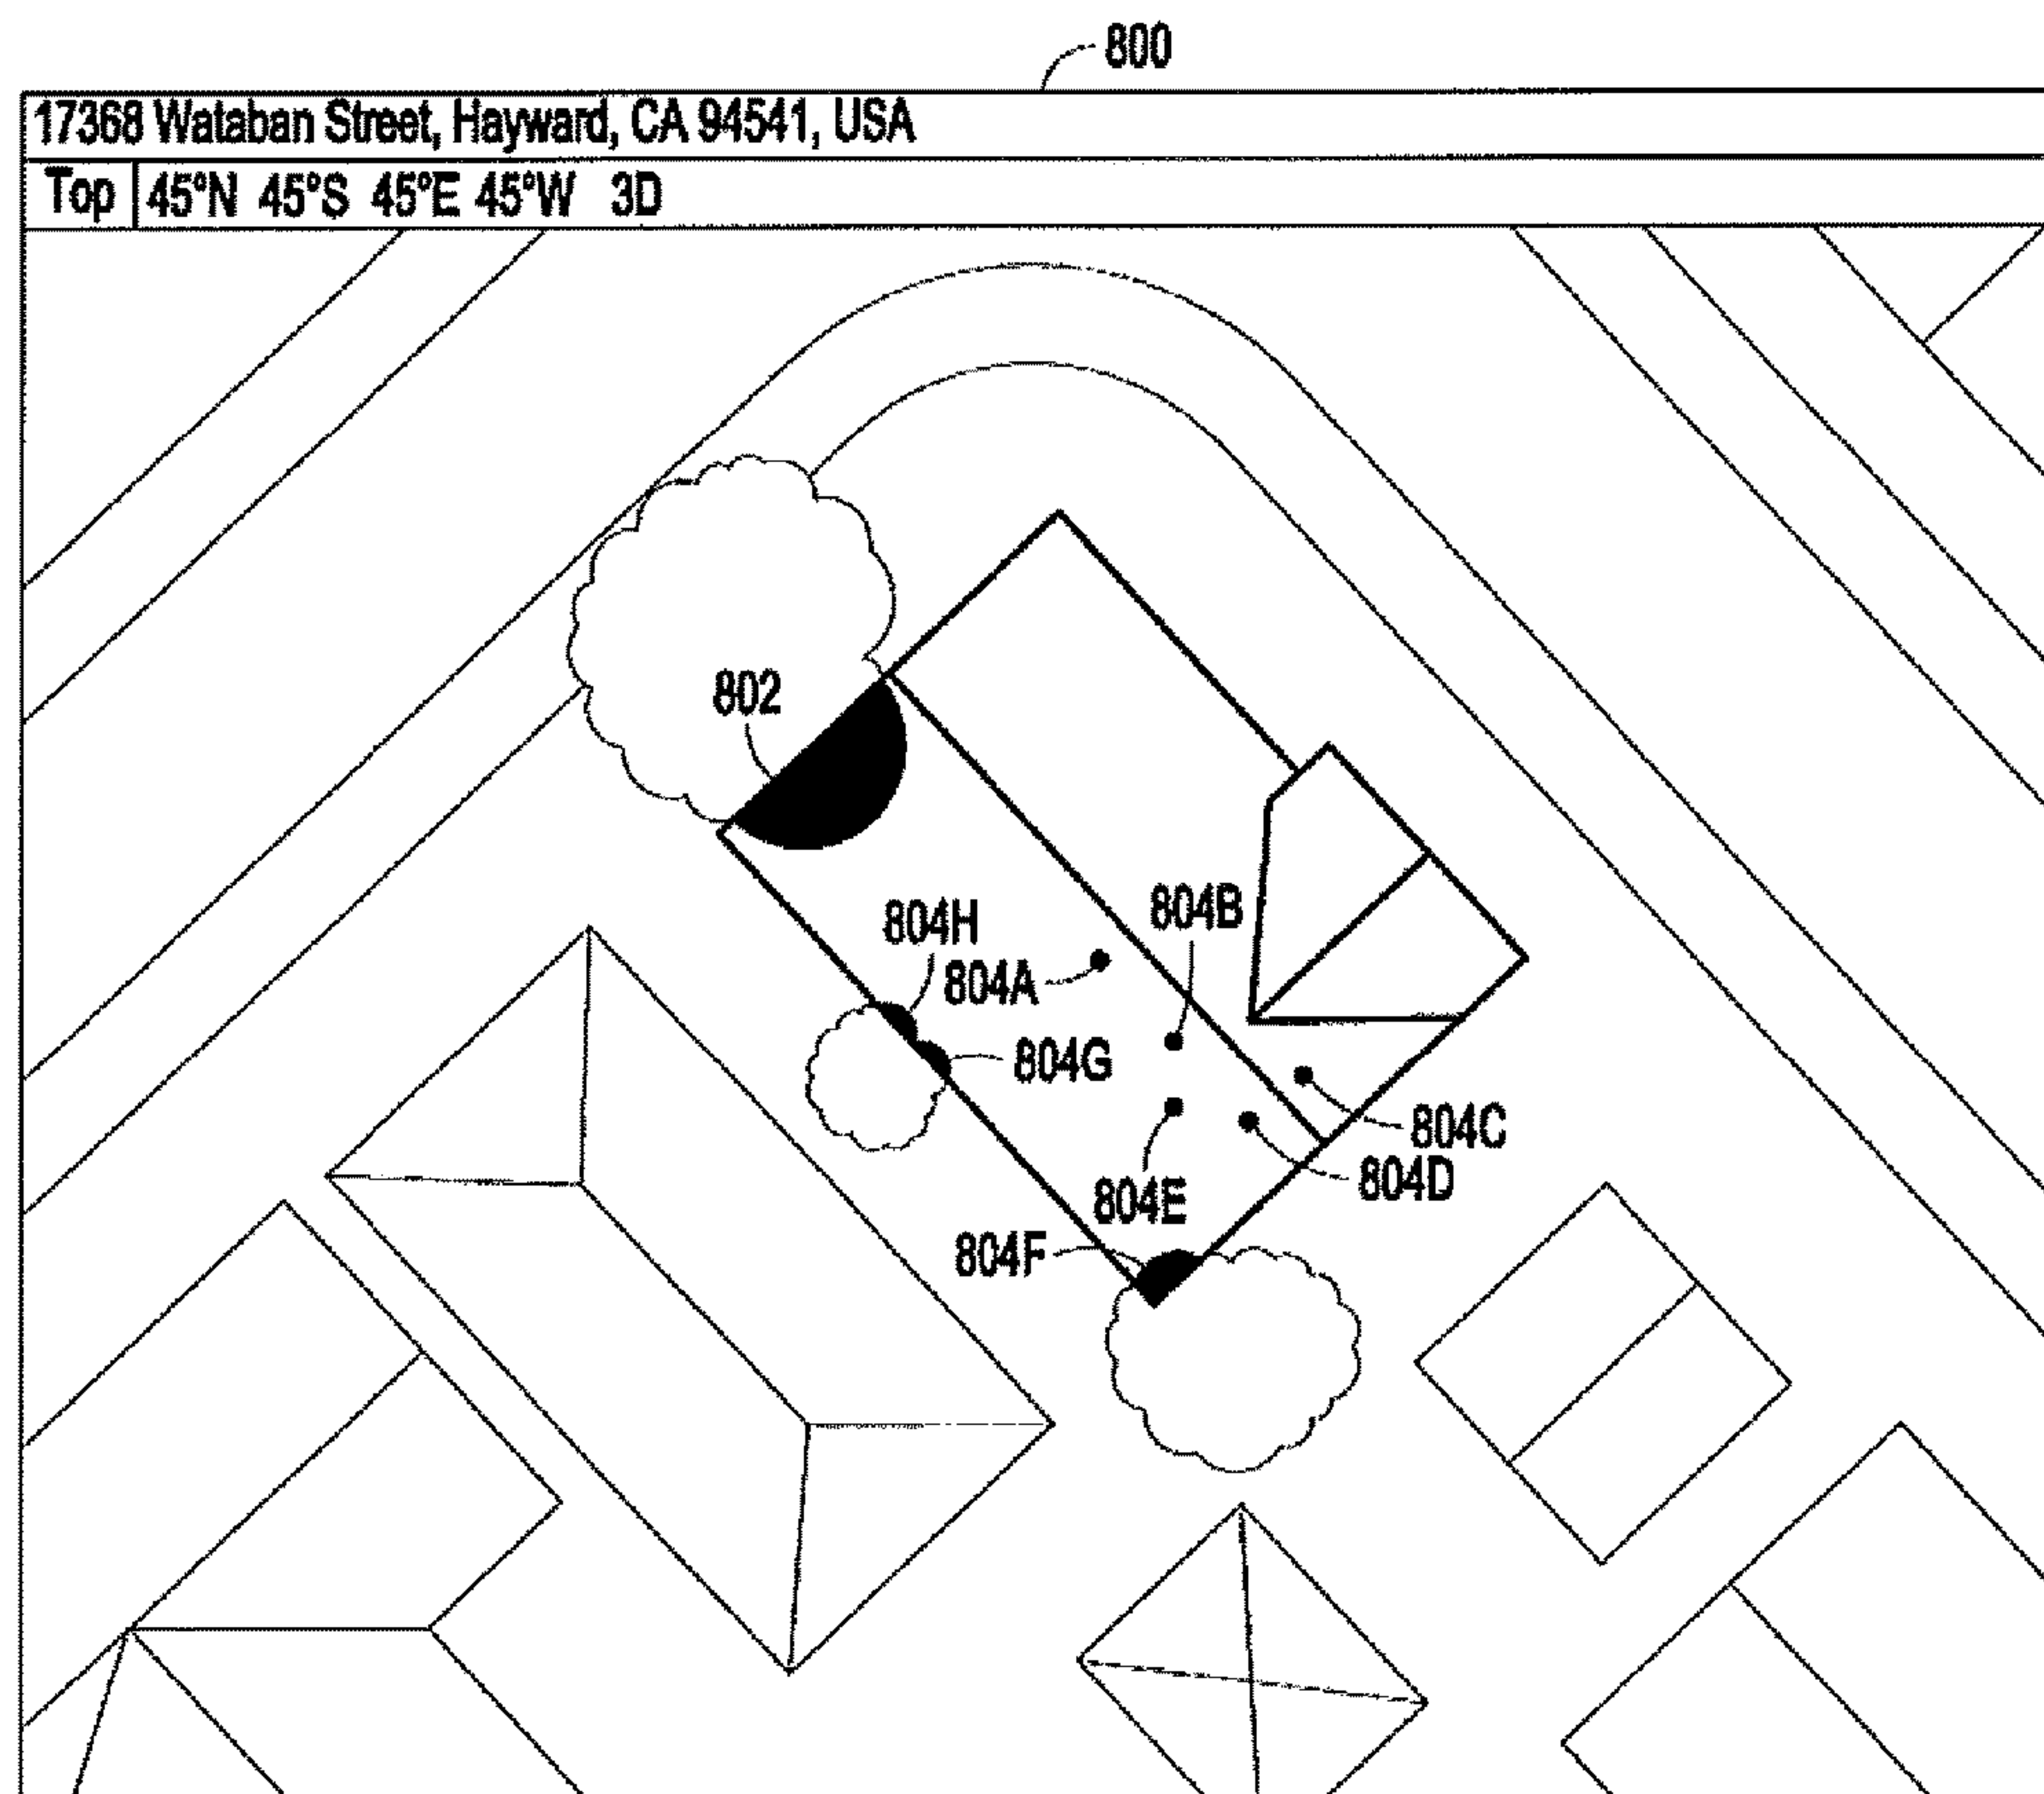 800
17368 Wataban Street, Hayward, CA 94541, USA
Top 45°N 45°S 45°E 45°W 3D
802
804B
804H
804A
804G
804C
804D
804E
804F